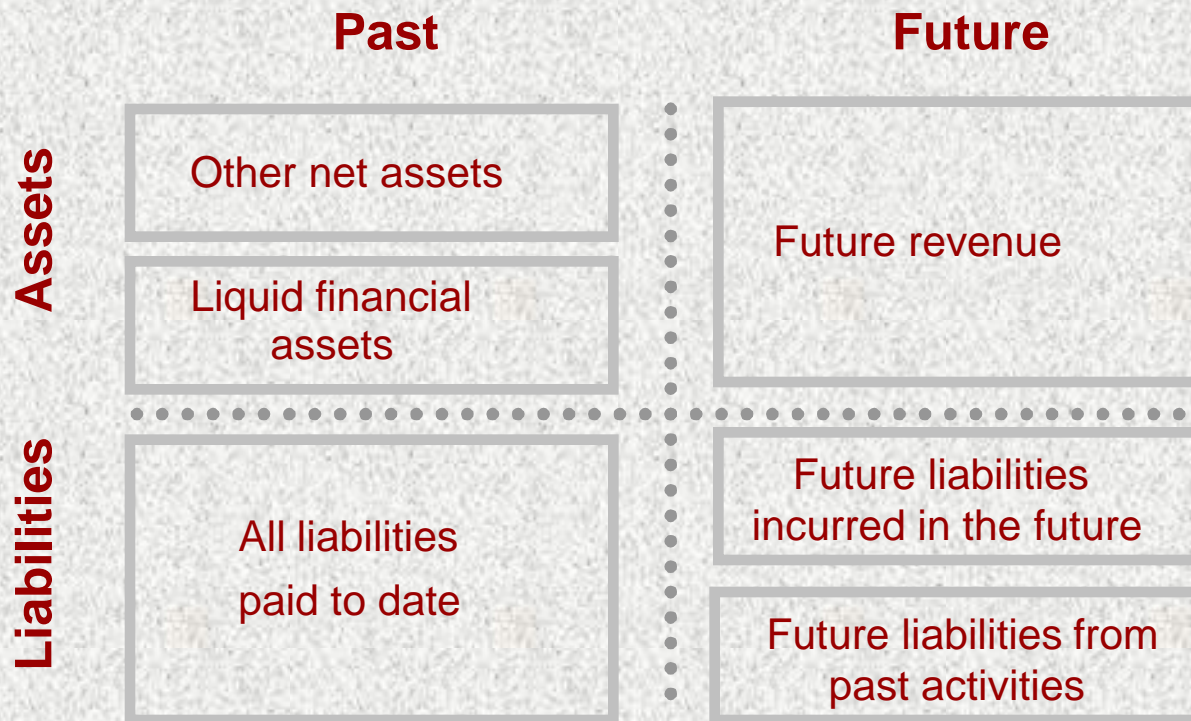 Past
Future
Assets
Other net assets
Liquid financial
assets
Future revenue
Liabilities
All liabilities
paid to date
Future liabilities
incurred in the future
Future liabilities from
past activities